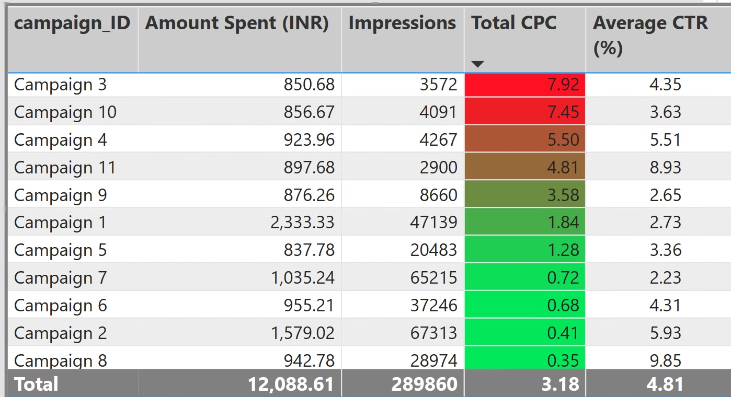 campaign_ID Amount Spent (INR) Impressions Total CPC Average CTR
(%)
Campaign 3 850.68 3572 7.92 4.35
Campaign 10 856.67 4091 7.45 3.63
Campaign 4 923.96 4267 5.50 5.51
Campaign 11 897.68 2900 4.81 8.93
Campaign 9 876.26 8660 3.58 2.65
Campaign 1 2,333.33 47139 1.84 2.73
Campaign 5 837.78 20483 1.28 3.36
Campaign 7 1,035.24 65215 0.72 2.23
Campaign 6 955.21 37246 0.68 4.31
Campaign 2 1,579.02 67313 0.41 5.93
Campaign 8 942.78 28974 0.35 9.85
Total 12,088.61 289860 3.18 4.81